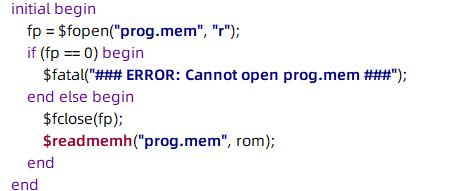 initial begin
fp = $fopen("prog.mem", "r");
if (fp == 0) begin
$fatal("### ERROR: Cannot open prog.mem ###");
end else begin
$fclose(fp);
$readmemh("prog.mem", rom);
end
end